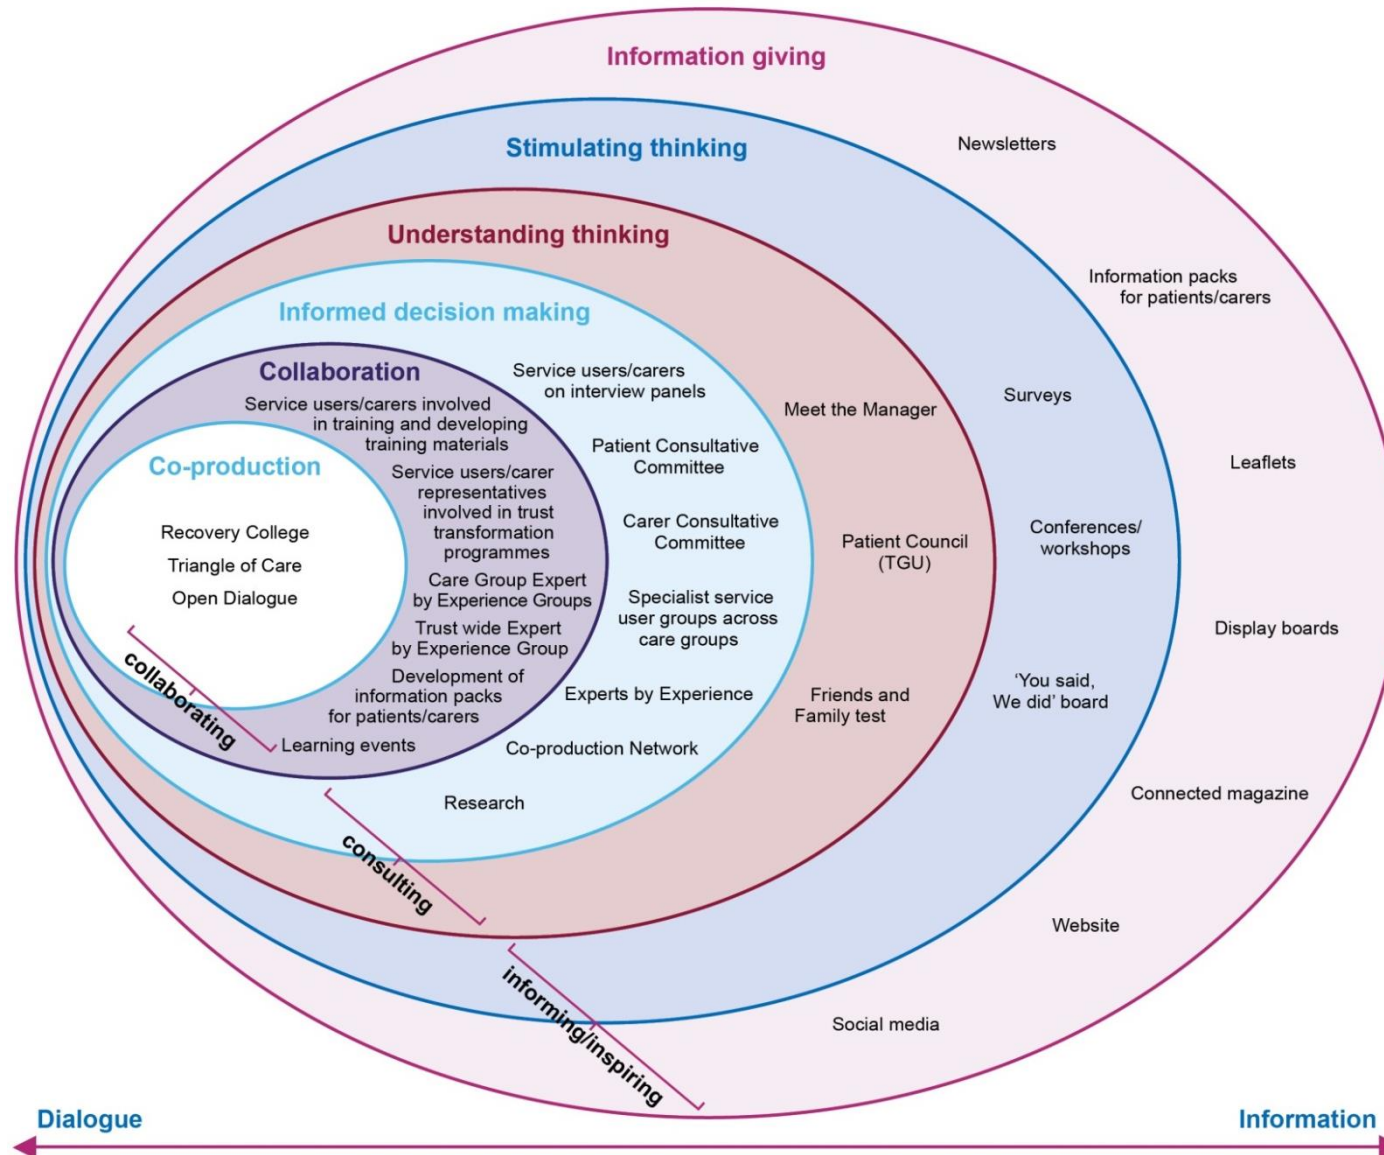 Information giving
Newsletters
Information packs
for patients/carers
Leaflets
Display boards
Connected magazine
Website
Social media
Stimulating thinking
Surveys
Conferences/
workshops
‘You said,
We did’ board
Understanding thinking
Meet the Manager
Patient Council
(TGU)
Friends and
Family test
Informed decision making
Service users/carers
on interview panels
Patient Consultative
Committee
Carer Consultative
Committee
Specialist service
user groups across
care groups
Experts by Experience
Co-production Network
Research
Collaboration
Service users/carers involved
in training and developing
training materials
Service users/carer
representatives
involved in trust
transformation
programmes
Care Group Expert
by Experience Groups
Trust wide Expert
by Experience Group
Development of
information packs
for patients/carers
Learning events
Co-production
Recovery College
Triangle of Care
Open Dialogue
collaborating
consulting
informing/inspiring
Dialogue
Information